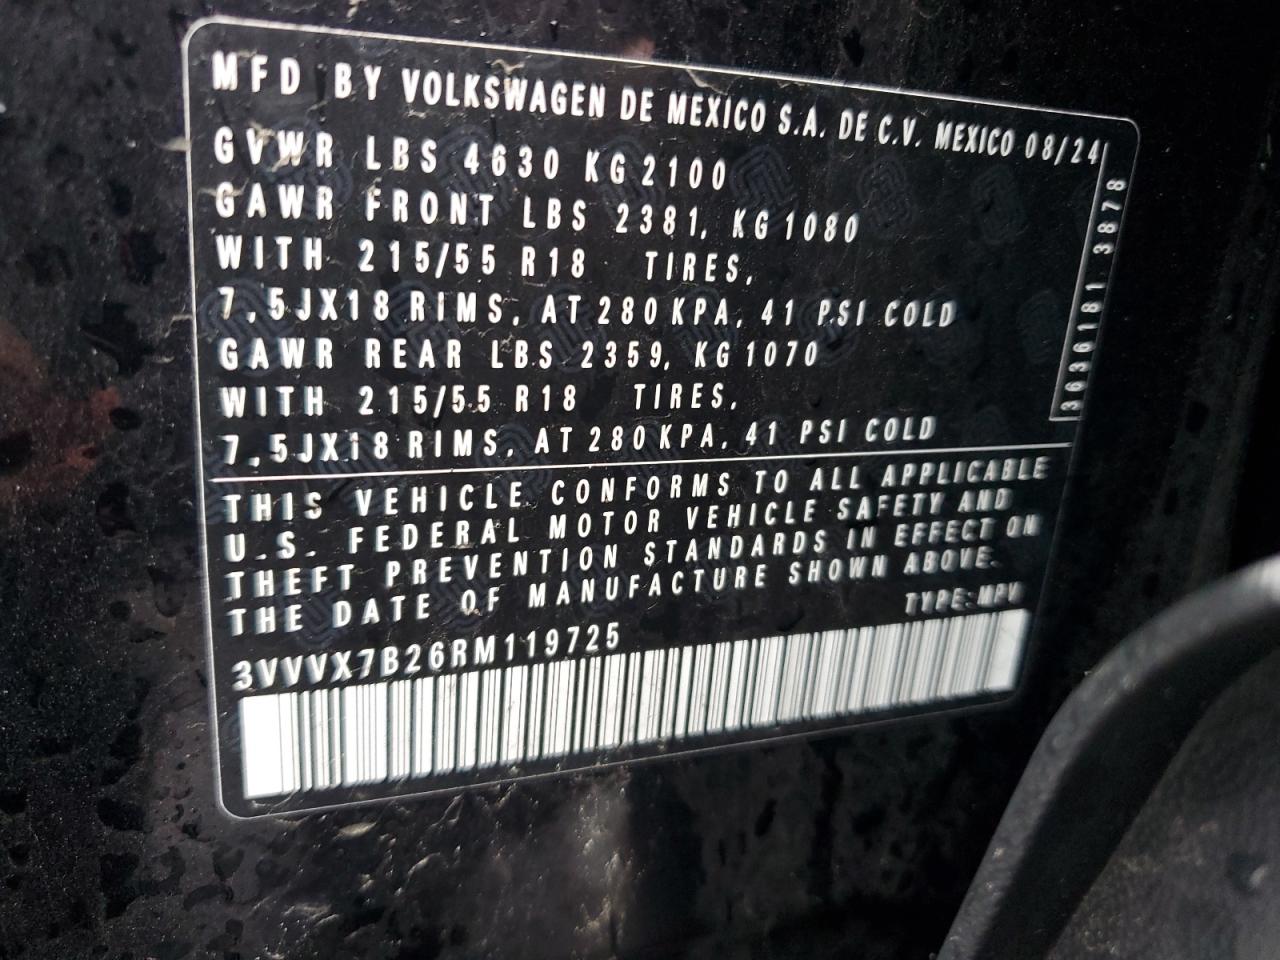 MFD BY VOLKSWAGEN DE MEXICO S.A. DE C.V. MEXICO 08/24
GVWR LBS 4630 KG 2100
GAWR FRONT LBS 2381, KG 1080
WITH 215/55 R18 TIRES,
7,5JX18 RIMS, AT 280 KPA, 41 PSI COLD
GAWR REAR LBS 2359, KG 1070
WITH 215/55 R18 TIRES,
7,5JX18 RIMS, AT 280 KPA, 41 PSI COLD
3636181 3878
THIS VEHICLE CONFORMS TO ALL APPLICABLE
U.S. FEDERAL MOTOR VEHICLE SAFETY AND
THEFT PREVENTION STANDARDS IN EFFECT ON
THE DATE OF MANUFACTURE SHOWN ABOVE.
TYPE:MPV
3VVVX7B26RM119725